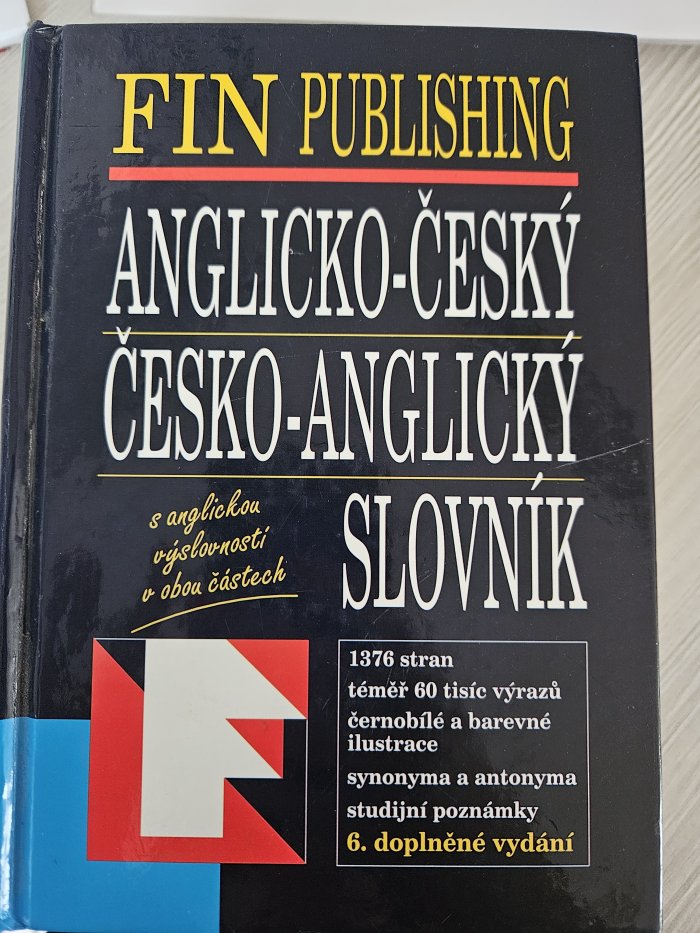 FIN PUBLISHING
ANGLICKO-ČESKÝ
ČESKO-ANGLICKÝ
SLOVNÍK
s anglickou
výslovností
v obou částech
1376 stran
téměř 60 tisíc výrazů
černobílé a barevné
ilustrace
synonyma a antonyma
studijní poznámky
6. doplněné vydání